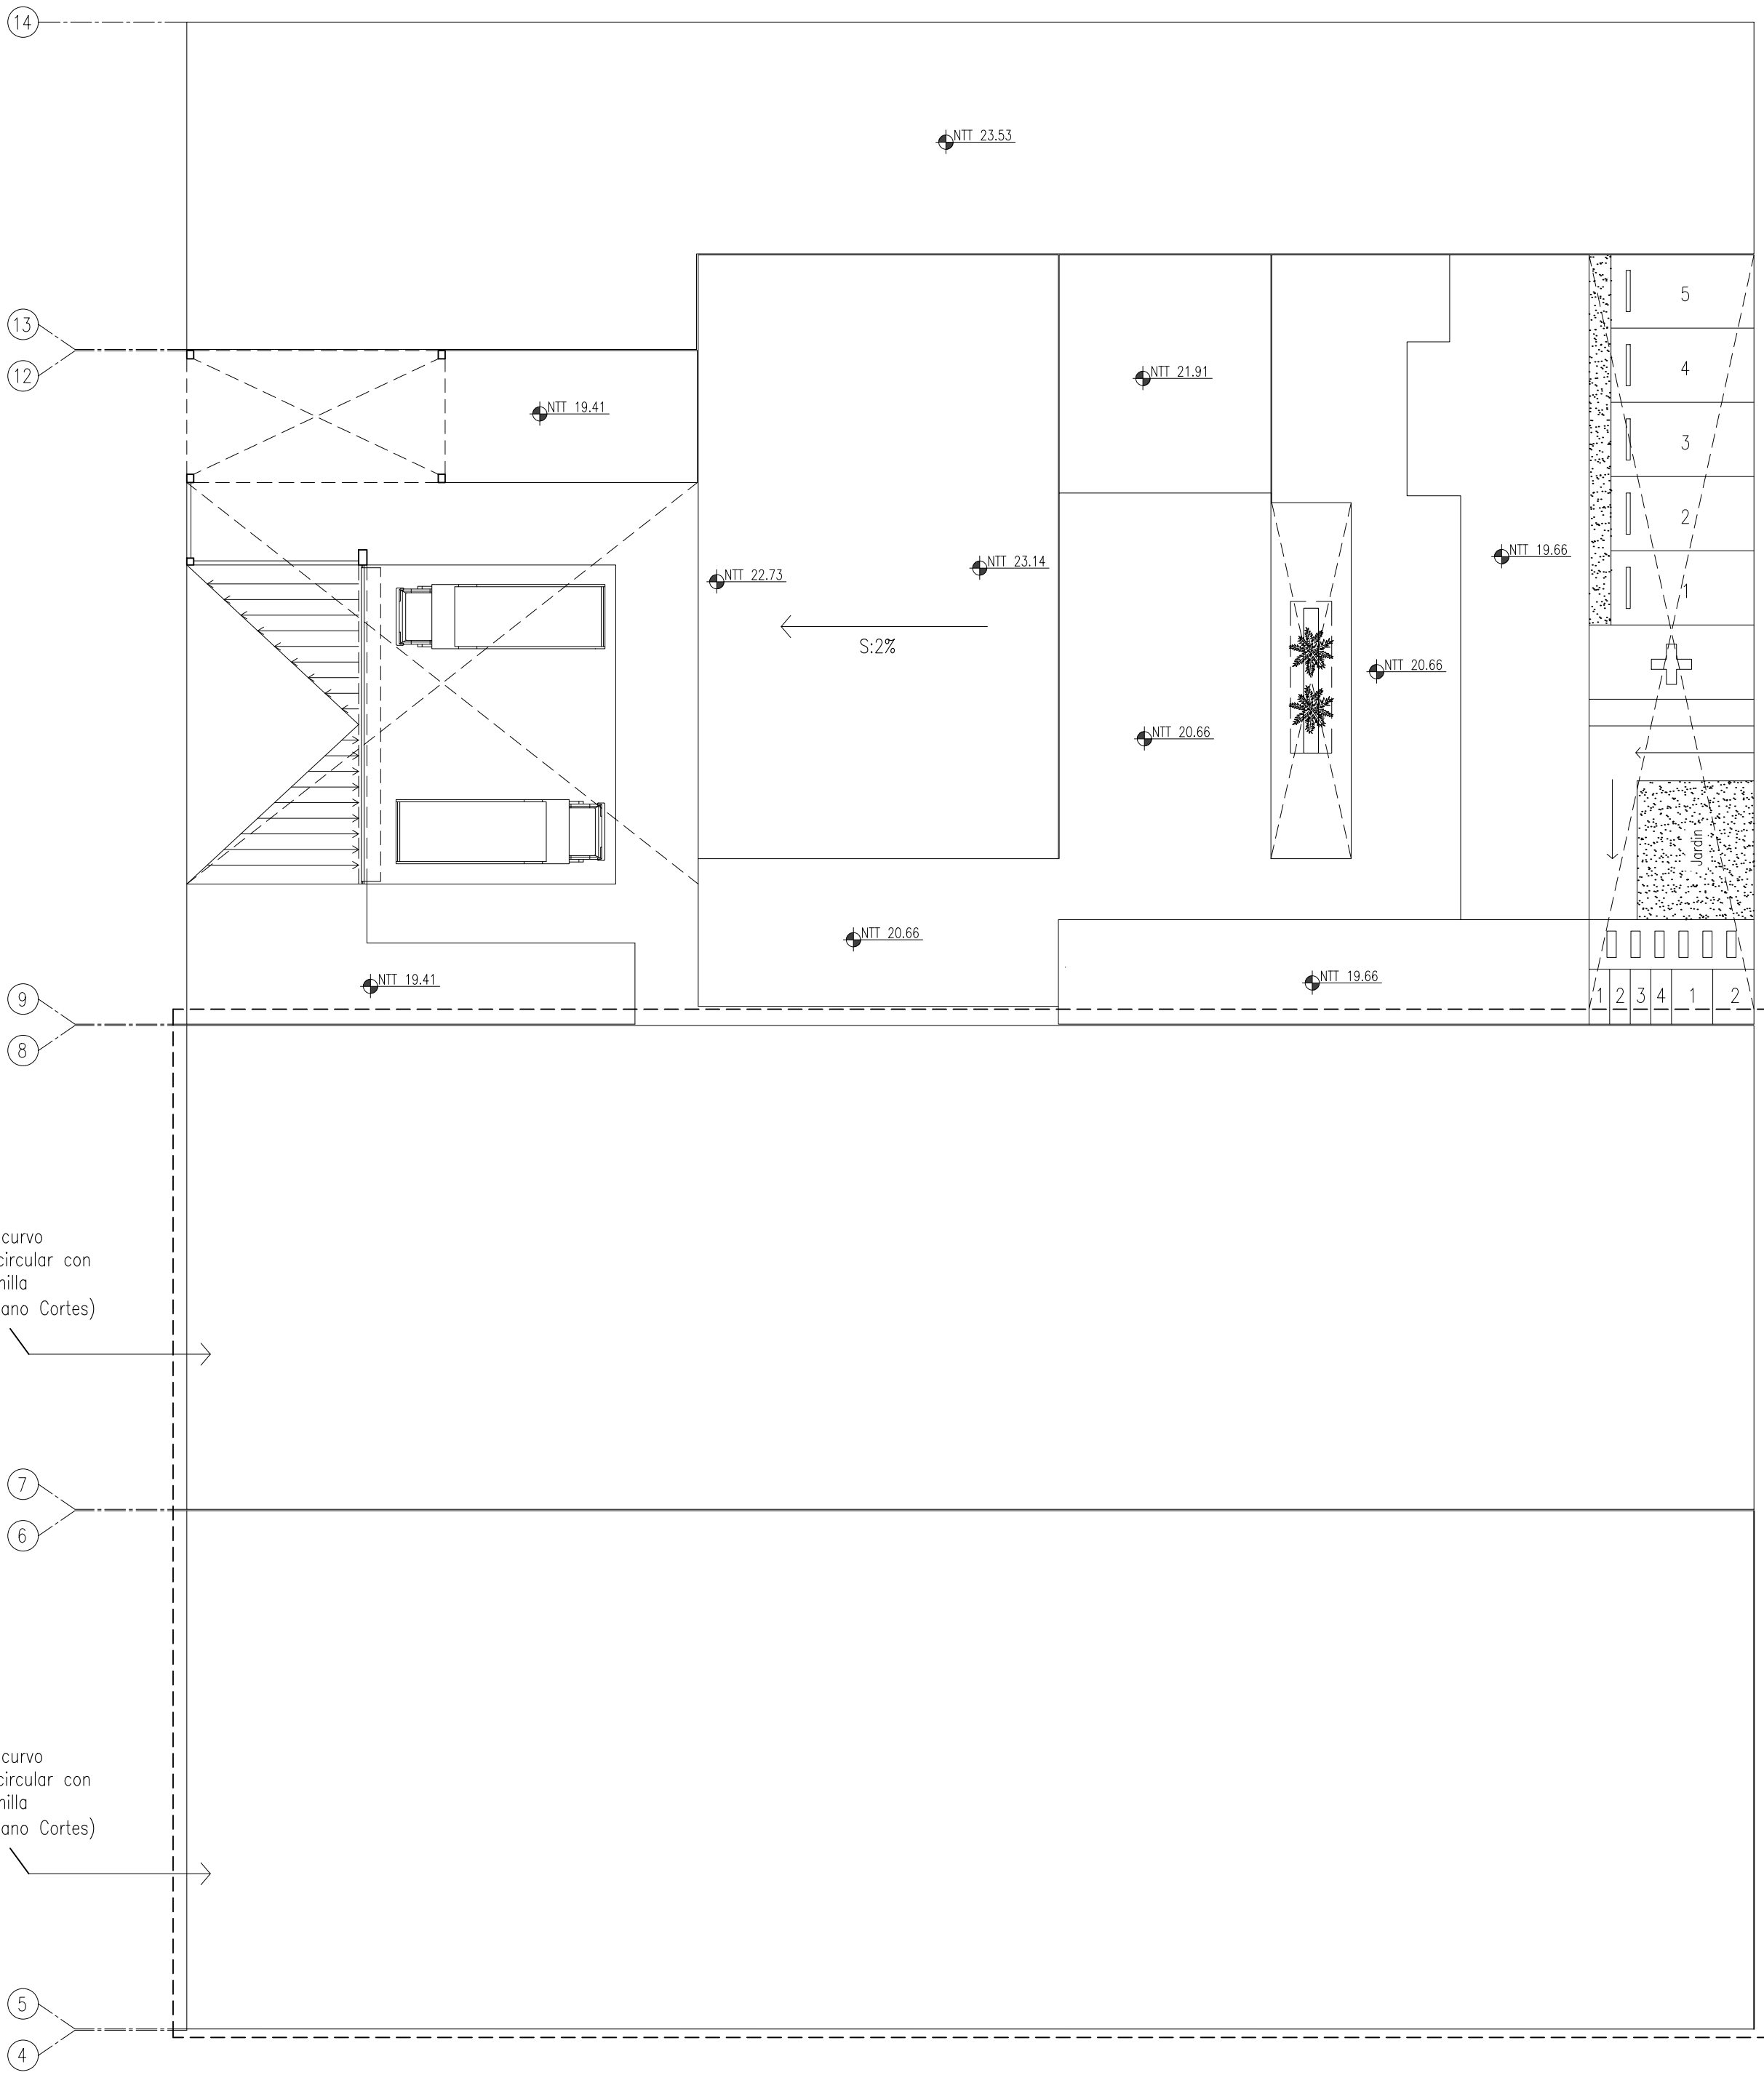 14
NTT 23.53
5
13
4
12
NTT 21.91
NTT 19.41
3
2
NTT 19.66
NTT 23.14
NTT 22.73
1
S:2%
NTT 20.66
NTT 20.66
Jardin
NTT 20.66
NTT 19.41
NTT 19.66
1 2 3 4 1 2
9
8
curvo
circular con
nilla
ano Cortes)
7
6
curvo
circular con
nilla
ano Cortes)
5
4